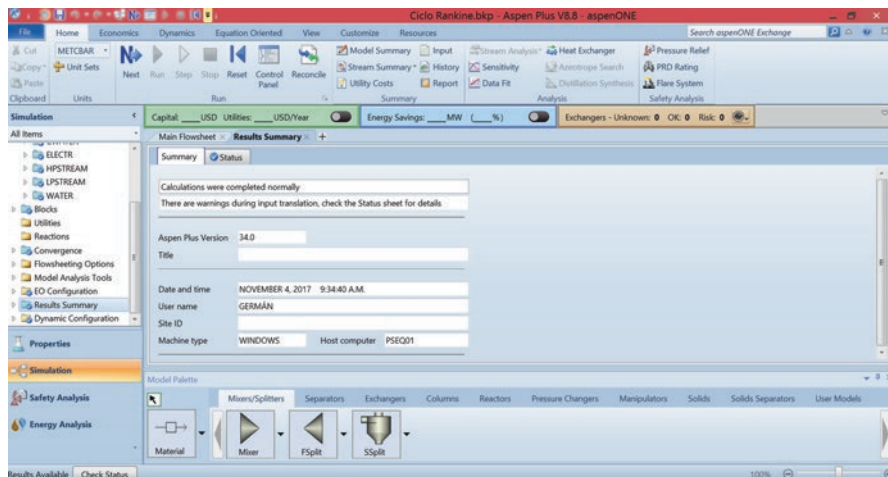 Ciclo Rankine.bkp - Aspen Plus V8.8 - aspenONE
File Home Economics Dynamics Equation Oriented View Customize Resources Search aspenONE Exchange
Cut METCBAR Model Summary Input Stream Analysis Heat Exchanger Pressure Relief
Copy Unit Sets Next Run Step Stop Reset Control Panel Reconcile Stream Summary History Sensitivity Azeotrope Search PRD Rating
Paste Utility Costs Report Data Fit Distillation Synthesis Flare System
Clipboard Units Run Summary Analysis Safety Analysis
Simulation Capital: ____USD Utilities: ____USD/Year Energy Savings: ____MW (____%) Exchangers - Unknown: 0 OK: 0 Risk: 0
All Items Main Flowsheet Results Summary +
ELECTR Summary Status
HPSTREAM
LPSTREAM Calculations were completed normally
WATER There are warnings during input translation, check the Status sheet for details
Blocks
Utilities
Reactions Aspen Plus Version 34.0
Convergence Title
Flowsheeting Options
Model Analysis Tools
EO Configuration Date and time NOVEMBER 4, 2017 9:34:40 A.M.
Results Summary User name GERMÁN
Dynamic Configuration Site ID
Properties Machine type WINDOWS Host computer PSEQ01
Simulation Model Palette
Safety Analysis Mixers/Splitters Separators Exchangers Columns Reactors Pressure Changers Manipulators Solids Solids Separators User Models
Energy Analysis
Material Mixer FSplit SSplit
Results Available Check Status 100%